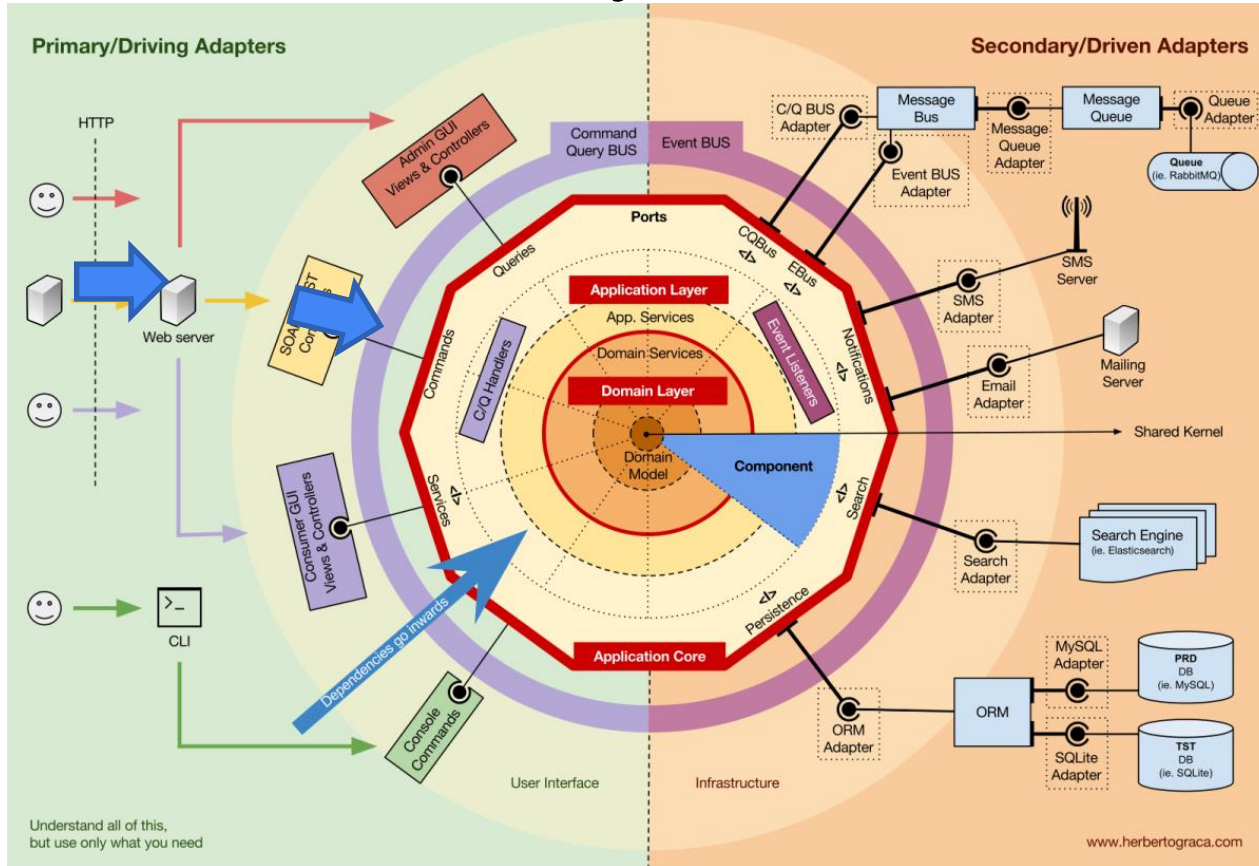 Primary/Driving Adapters
Secondary/Driven Adapters
HTTP
Web server
CLI
>_
Admin GUI
Views & Controllers
SOA
ST
Con
s
Consumer GUI
Views & Controllers
Console
Commands
Dependencies go inwards
Command
Query BUS
Event BUS
Ports
Queries
Commands
Services
</>
C/Q Handlers
Application Layer
App. Services
Domain Services
Domain Layer
Domain
Model
Component
Event Listeners
CQBus
</>
EBus
</>
Notifications
</>
Search
</>
Persistence
</>
Application Core
User Interface
Infrastructure
C/Q BUS
Adapter
Message
Bus
Event BUS
Adapter
Message
Queue
Adapter
Message
Queue
Queue
Adapter
Queue
(ie. RabbitMQ)
SMS
Server
SMS
Adapter
Mailing
Server
Email
Adapter
Shared Kernel
Search Engine
(ie. Elasticsearch)
Search
Adapter
MySQL
Adapter
PRD
DB
(ie. MySQL)
ORM
ORM
Adapter
SQLite
Adapter
TST
DB
(ie. SQLite)
Understand all of this,
but use only what you need
www.herbertograca.com